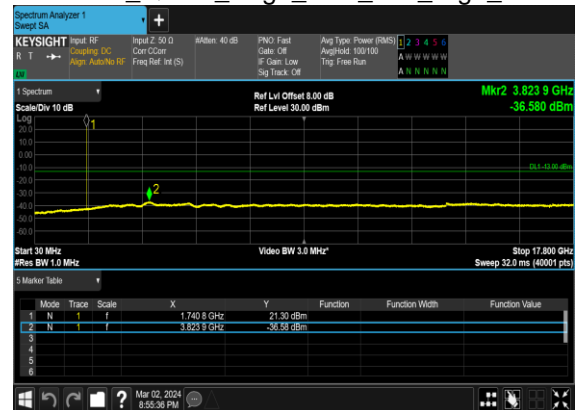 Spectrum Analyzer 1
Swept SA
+
KEYSIGHT Input: RF Input Z: 50 Ω #Atten: 40 dB PNO: Fast Avg Type: Power (RMS) 1 2 3 4 5 6
R T Coupling: DC Corr CCorr Gate: Off Avg|Hold: 100/100 A W W W W W
Align: Auto/No RF Freq Ref: Int (S) IF Gain: Low Trig: Free Run
LU Sig Track: Off A N N N N N
1 Spectrum Ref Lvl Offset 8.00 dB Mkr2 3.823 9 GHz
Scale/Div 10 dB Ref Level 30.00 dBm -36.580 dBm
Log
20.0 1
10.0
0.00
-10.0 DL1 -13.00 dBm
-20.0
-30.0 2
-40.0
-50.0
-60.0
Start 30 MHz Video BW 3.0 MHz* Stop 17.800 GHz
#Res BW 1.0 MHz Sweep 32.0 ms (40001 pts)
5 Marker Table
Mode Trace Scale X Y Function Function Width Function Value
1 N 1 f 1.740 8 GHz 21.30 dBm
2 N 1 f 3.823 9 GHz -36.58 dBm
3
4
5
6
? Mar 02, 2024
8:55:36 PM